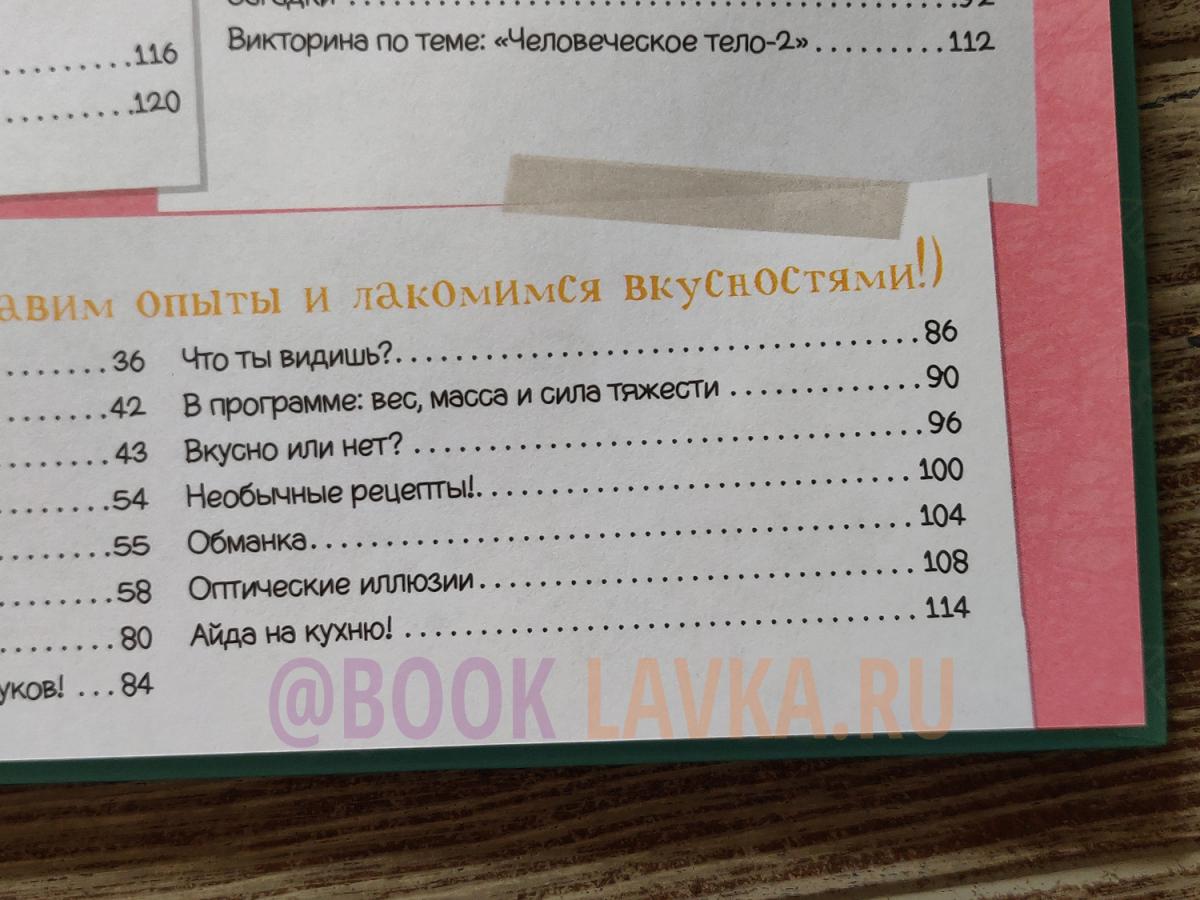 Загадки ................................92
Викторина по теме: «Человеческое тело-2».........112
.........116
.........120
авим опыты и лакомимся вкусностями!)
.......36
.......42
.......43
.......54
.......55
.......58
.......80
уков! ...84
Что ты видишь?....................................86
В программе: вес, масса и сила тяжести ............90
Вкусно или нет? ...................................96
Необычные рецепты!................................100
Обманка...........................................104
Оптические иллюзии................................108
Айда на кухню! ...................................114
@BOOK LAVKA.RU